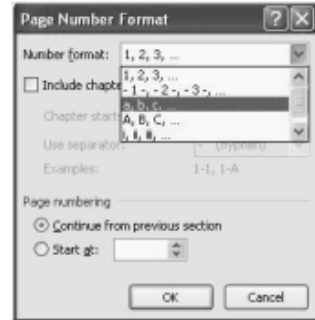 Page Number Format
Number format: 1, 2, 3, ...
1, 2, 3, ...
- 1 -, - 2 -, - 3 -, ...
Include chapte
a, b, c, ...
Chapter start
A, B, C, ...
i, ii, iii, ...
Use separator: - (hyphen)
Examples: 1-1, 1-A
Page numbering
Continue from previous section
Start at:
OK Cancel